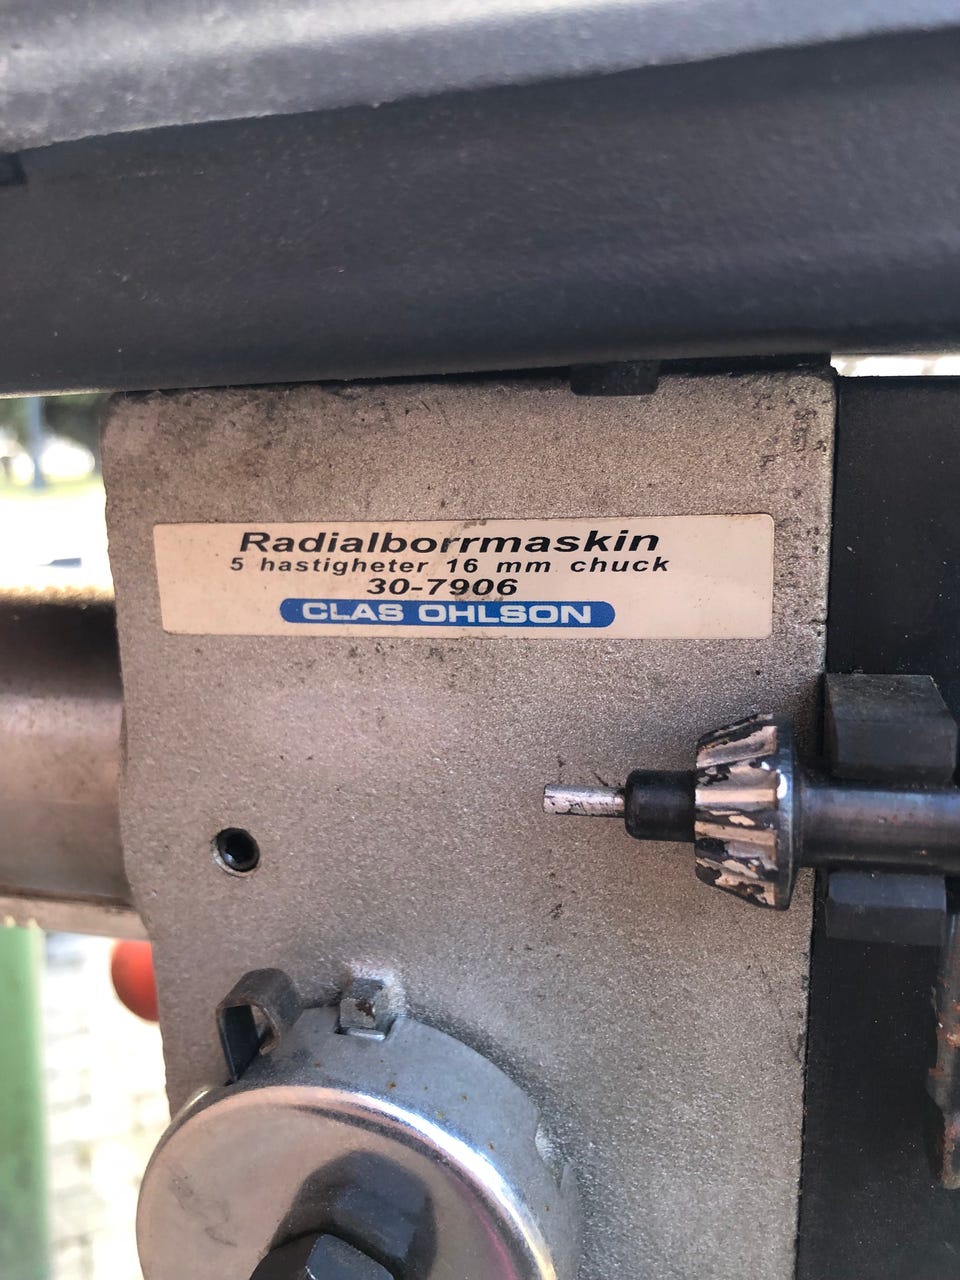 Radialborrmaskin
5 hastigheter 16 mm chuck
30-7906
CLAS OHLSON